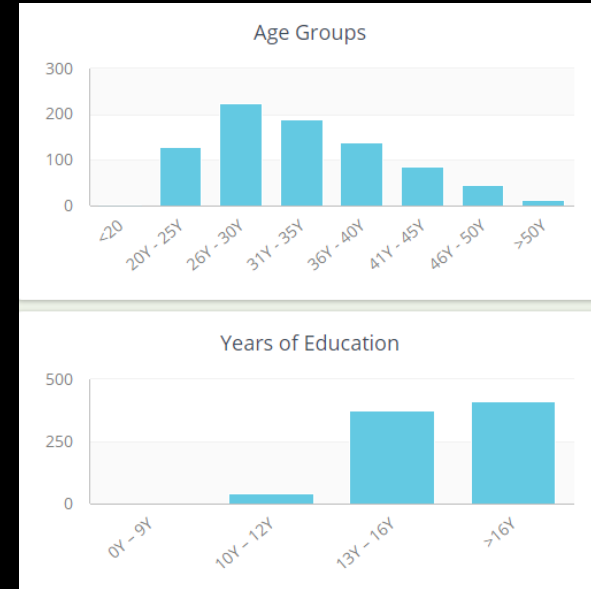 Age Groups
300
200
100
0
<20
20Y - 25Y
26Y - 30Y
31Y - 35Y
36Y - 40Y
41Y - 45Y
46Y - 50Y
>50Y
Years of Education
500
250
0
0Y – 9Y
10Y – 12Y
13Y – 16Y
>16Y